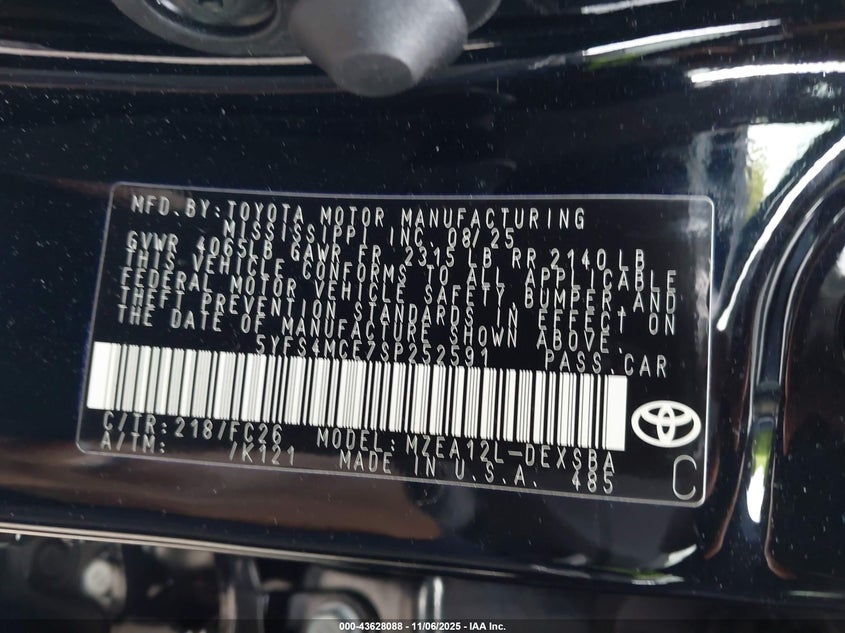 MFD.BY:TOYOTA MOTOR MANUFACTURING
MISSISSIPPI INC. 08/25
GVWR 4065LB GAWR FR 2315 LB RR 2140LB
THIS VEHICLE CONFORMS TO ALL APPLICABLE
FEDERAL MOTOR VEHICLE SAFETY,BUMPER,AND
THEFT PREVENTION STANDARDS IN EFFECT ON
THE DATE OF MANUFACTURE SHOWN ABOVE.
5YFS4MCE7SP252591 PASS.CAR
C/TR:218/FC26 MODEL:MZEA12L-DEXSBA
A/TM: /K121 MADE IN U.S.A. 485
C
000-43628088 - 11/06/2025 - IAA Inc.